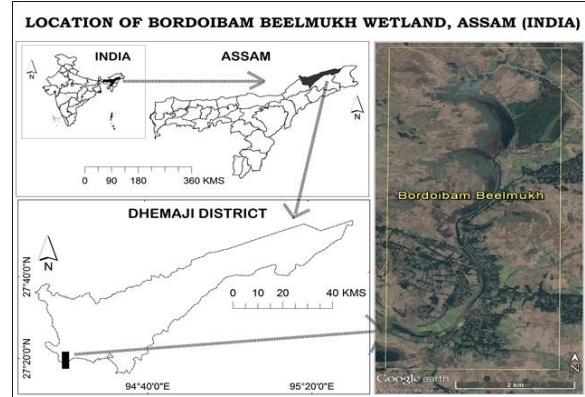 LOCATION OF BORDOIBAM BEELMUKH WETLAND, ASSAM (INDIA)
INDIA
N
ASSAM
N
0 90 180 360 KMS
DHEMAJI DISTRICT
N
27°40'0"N
27°20'0"N
0 10 20 40 KMS
94°40'0"E
95°20'0"E
Bordoibam Beelmukh
Google earth
2 km
N